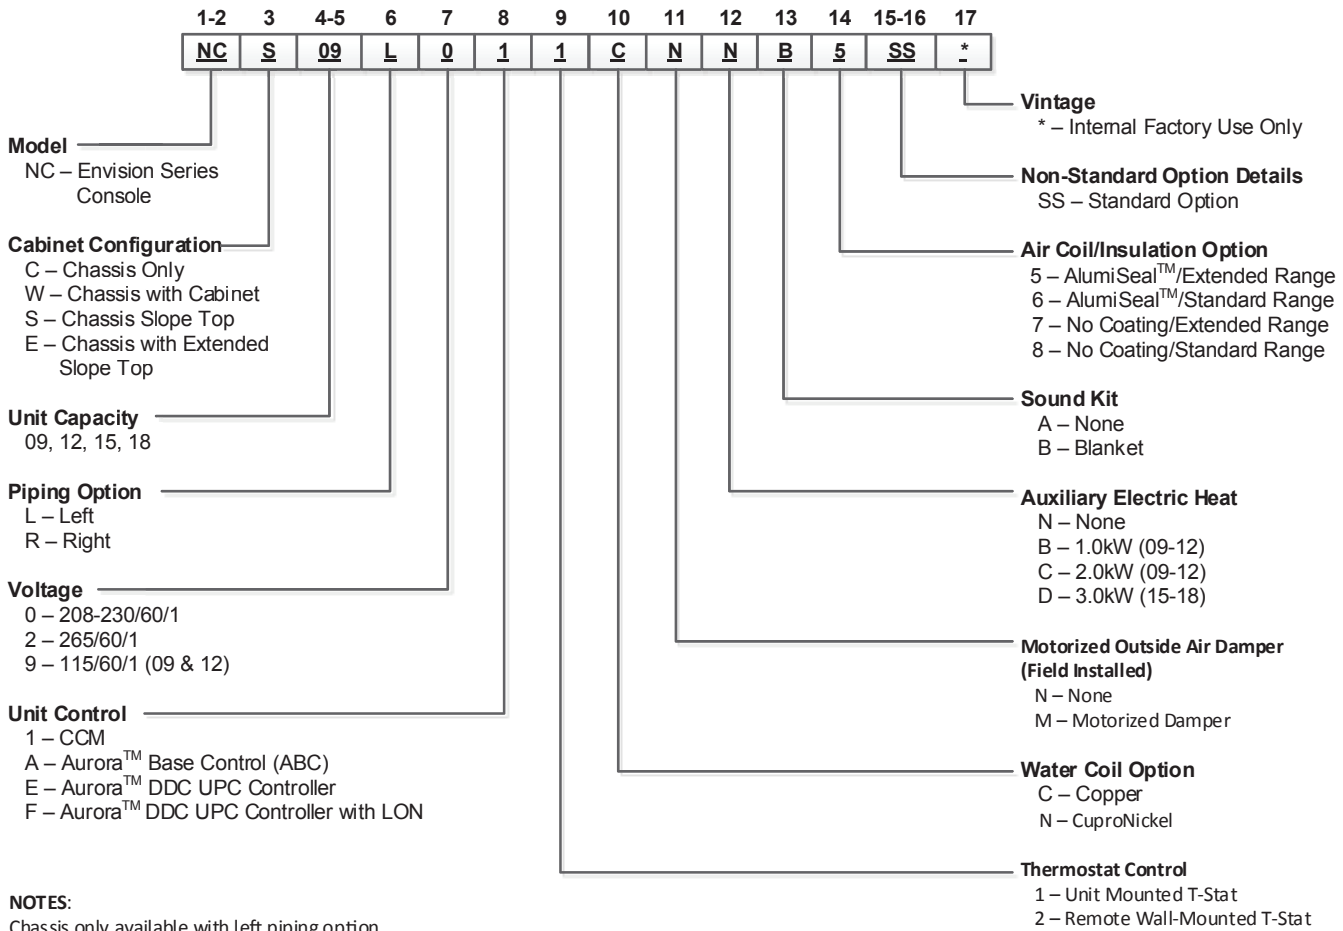 1-2 3 4-5 6 7 8 9 10 11 12 13 14 15-16 17
NC S 09 L 0 1 1 C N N B 5 SS *
Model
NC – Envision Series
Console
Cabinet Configuration
C – Chassis Only
W – Chassis with Cabinet
S – Chassis Slope Top
E – Chassis with Extended
Slope Top
Unit Capacity
09, 12, 15, 18
Piping Option
L – Left
R – Right
Voltage
0 – 208-230/60/1
2 – 265/60/1
9 – 115/60/1 (09 & 12)
Unit Control
1 – CCM
A – Aurora™ Base Control (ABC)
E – Aurora™ DDC UPC Controller
F – Aurora™ DDC UPC Controller with LON
NOTES:
Chassis only available with left piping option
Vintage
* – Internal Factory Use Only
Non-Standard Option Details
SS – Standard Option
Air Coil/Insulation Option
5 – AlumiSeal™/Extended Range
6 – AlumiSeal™/Standard Range
7 – No Coating/Extended Range
8 – No Coating/Standard Range
Sound Kit
A – None
B – Blanket
Auxiliary Electric Heat
N – None
B – 1.0kW (09-12)
C – 2.0kW (09-12)
D – 3.0kW (15-18)
Motorized Outside Air Damper
(Field Installed)
N – None
M – Motorized Damper
Water Coil Option
C – Copper
N – CuproNickel
Thermostat Control
1 – Unit Mounted T-Stat
2 – Remote Wall-Mounted T-Stat